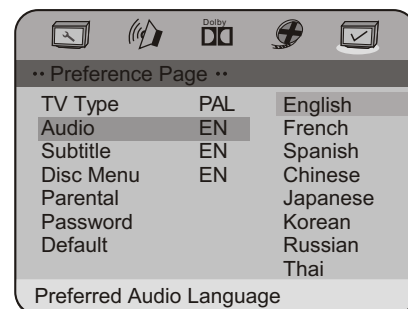 Dolby
·· Preference Page ··
TV Type PAL
Audio EN
Subtitle EN
Disc Menu EN
Parental
Password
Default
English
French
Spanish
Chinese
Japanese
Korean
Russian
Thai
Preferred Audio Language